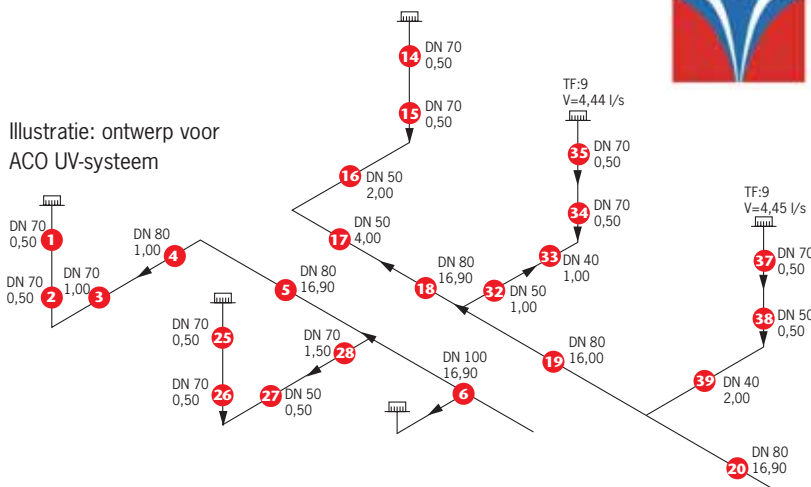 Illustratie: ontwerp voor
ACO UV-systeem
14
DN 70
0,50
15
DN 70
0,50
16
DN 50
2,00
17
DN 50
4,00
18
DN 80
16,90
TF:9
V=4,44 l/s
35
DN 70
0,50
34
DN 70
0,50
33
DN 40
1,00
32
DN 50
1,00
TF:9
V=4,45 l/s
37
DN 70
0,50
38
DN 50
0,50
39
DN 40
2,00
19
DN 80
16,00
20
DN 80
16,90
DN 70
0,50
1
DN 70
0,50
2
DN 70
1,00
3
DN 80
1,00
4
DN 80
16,90
5
DN 70
0,50
25
DN 70
0,50
26
DN 50
0,50
27
DN 70
1,50
28
DN 100
16,90
6